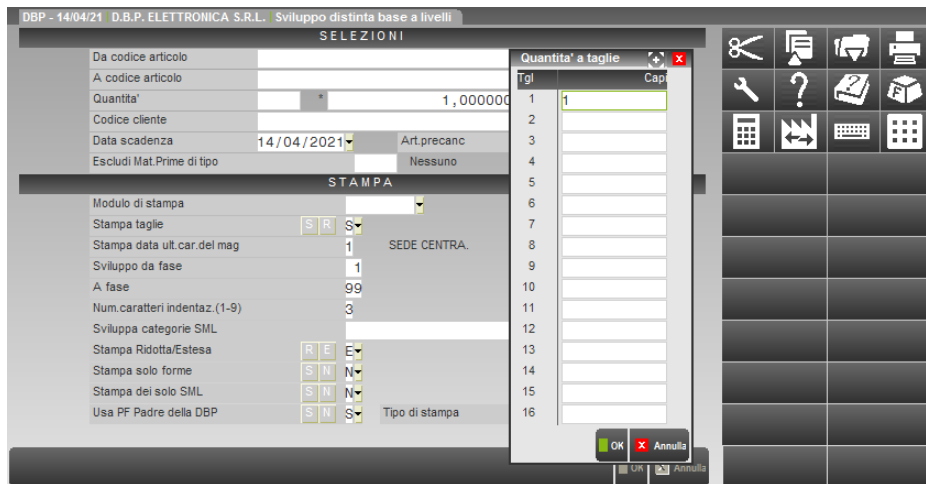 DBP - 14/04/21 D.B.P. ELETTRONICA S.R.L. Sviluppo distinta base a livelli
SELEZIONI
Da codice articolo
A codice articolo
Quantita' * 1,000000
Codice cliente
Data scadenza 14/04/2021 Art.precanc
Escludi Mat.Prime di tipo Nessuno
STAMPA
Modulo di stampa
Stampa taglie S R S
Stampa data ult.car.del mag 1 SEDE CENTRA.
Sviluppo da fase 1
A fase 99
Num.caratteri indentaz.(1-9) 3
Sviluppa categorie SML
Stampa Ridotta/Estesa R E E
Stampa solo forme S N N
Stampa dei solo SML S N N
Usa PF Padre della DBP S N S Tipo di stampa
OK Annulla
Quantita' a taglie
Tgl Capi
1 1
2
3
4
5
6
7
8
9
10
11
12
13
14
15
16
OK Annulla
F